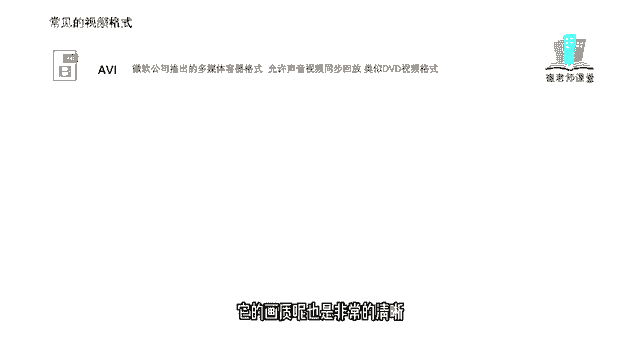 常见的视频格式
AVI 微软公司推出的多媒体容器格式 允许声音视频同步回放 类似DVD视频格式
老师课堂
它的画质呢也是非常的清晰